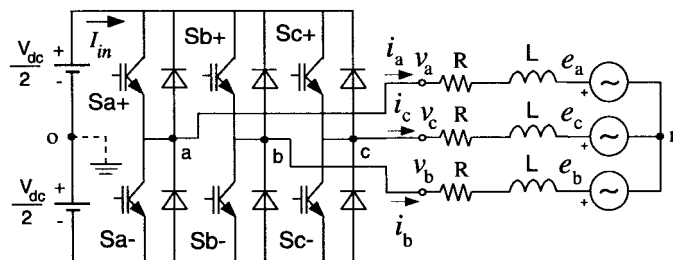 V_dc/2 + -
I_in
Sa+
Sb+
Sc+
i_a v_a R L e_a +
o a b c
i_c v_c R L e_c +
V_dc/2 + -
v_b R L e_b +
i_b
Sa-
Sb-
Sc-